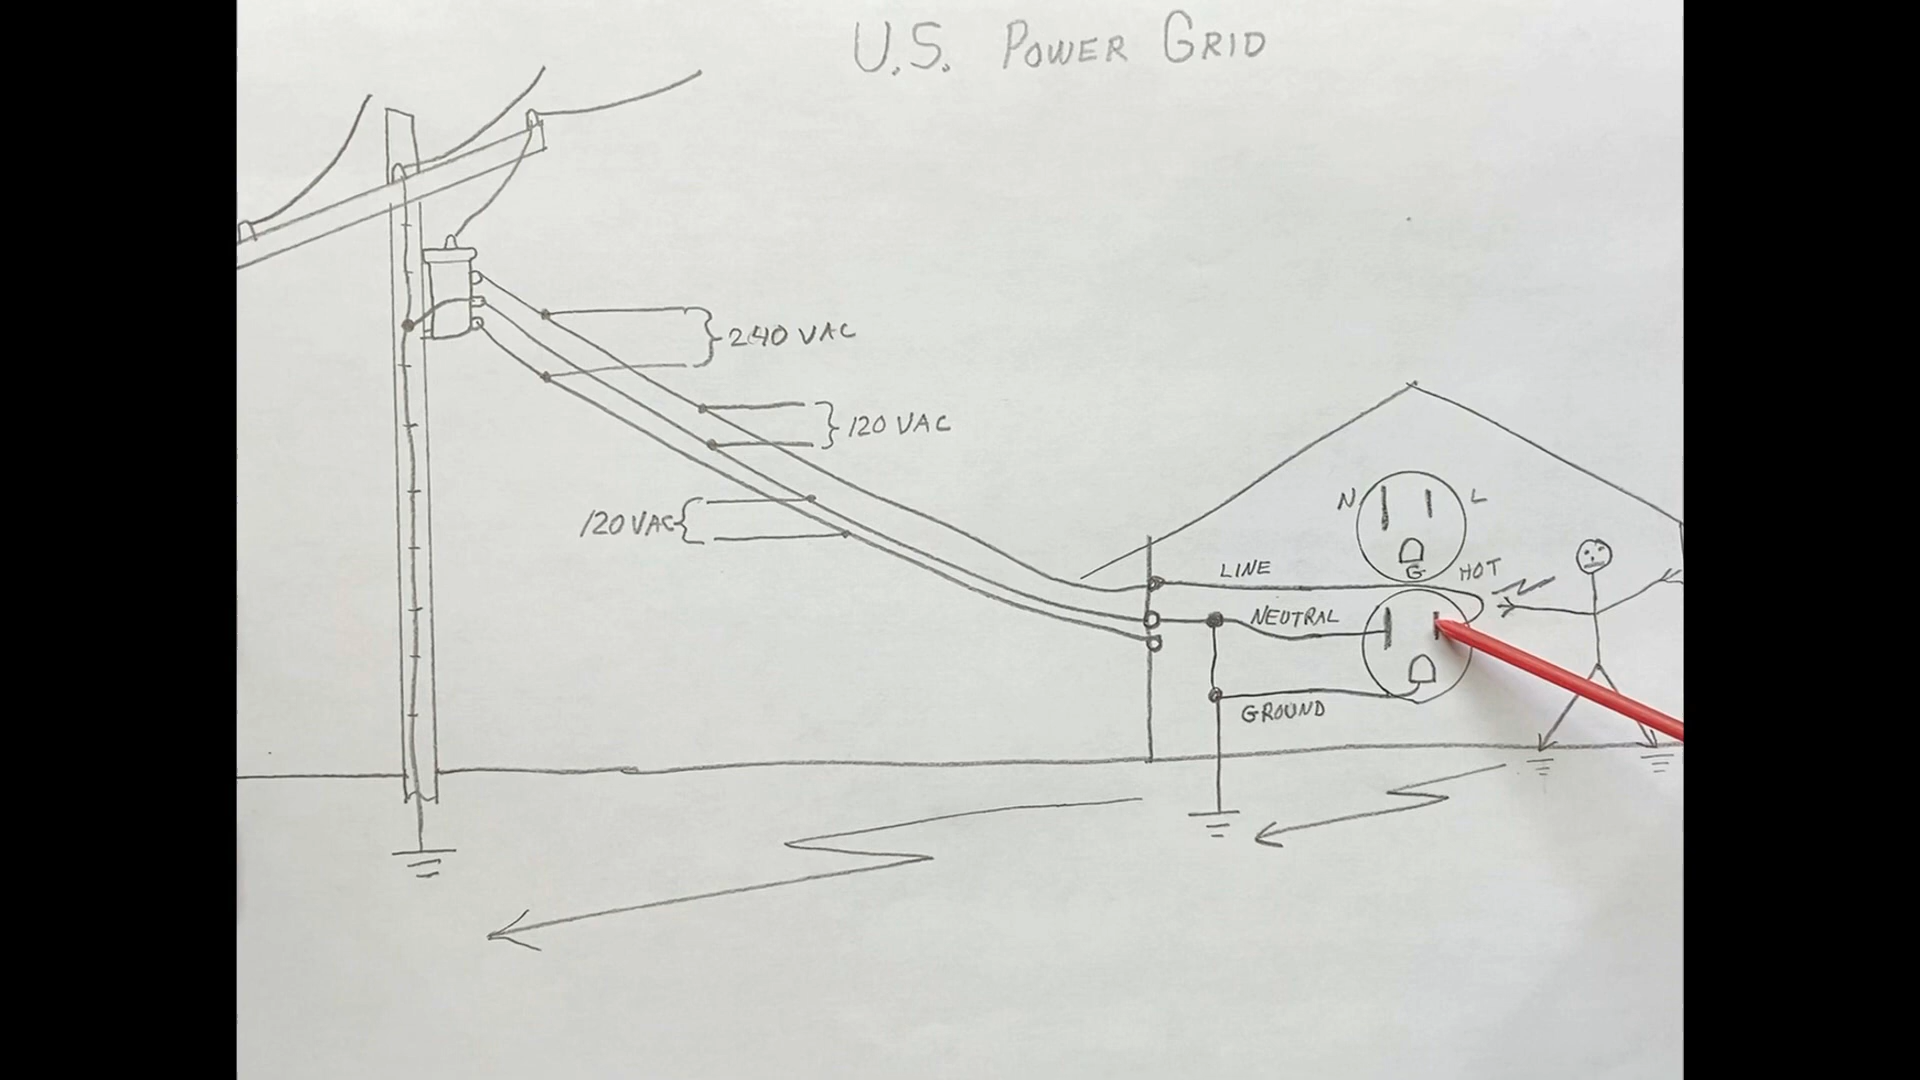 U.S. POWER GRID
240 VAC
120 VAC
120 VAC
N
L
G
LINE
HOT
NEUTRAL
GROUND